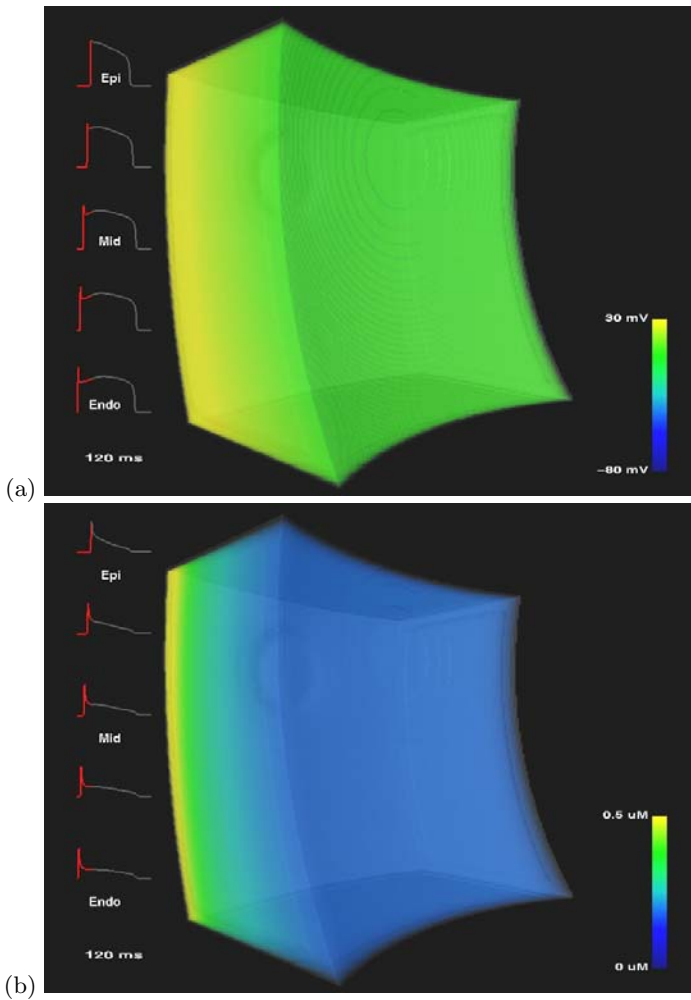 Epi
Mid
Endo
120 ms
30 mV
−80 mV
(a)
Epi
Mid
Endo
120 ms
0.5 uM
0 uM
(b)